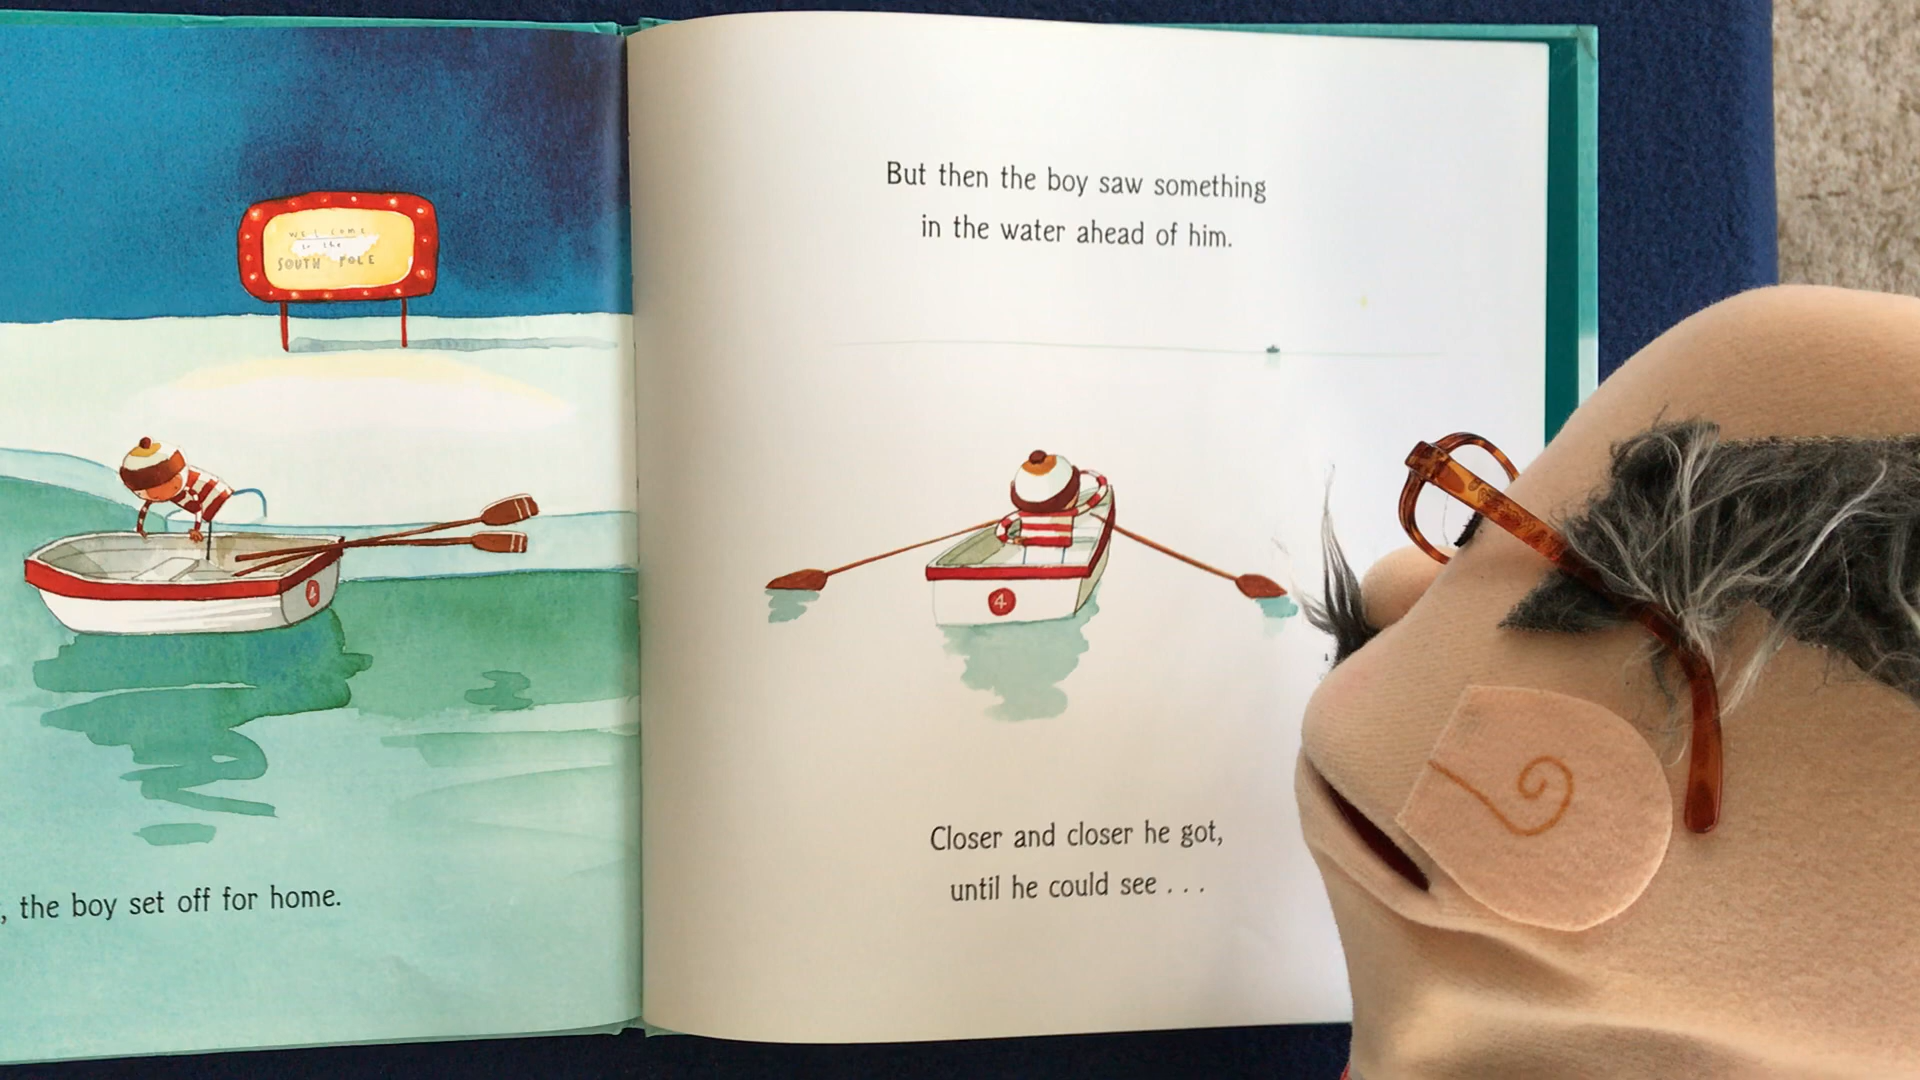 welcome
to the
SOUTH POLE
4
, the boy set off for home.
But then the boy saw something
in the water ahead of him.
4
Closer and closer he got,
until he could see . . .